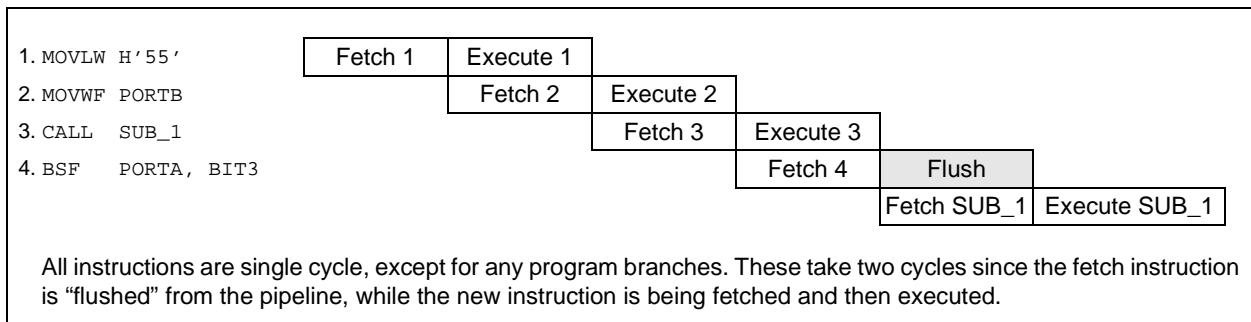 1. MOVLW H'55' Fetch 1 Execute 1
2. MOVWF PORTB Fetch 2 Execute 2
3. CALL SUB_1 Fetch 3 Execute 3
4. BSF PORTA, BIT3 Fetch 4 Flush
Fetch SUB_1 Execute SUB_1
All instructions are single cycle, except for any program branches. These take two cycles since the fetch instruction
is “flushed” from the pipeline, while the new instruction is being fetched and then executed.